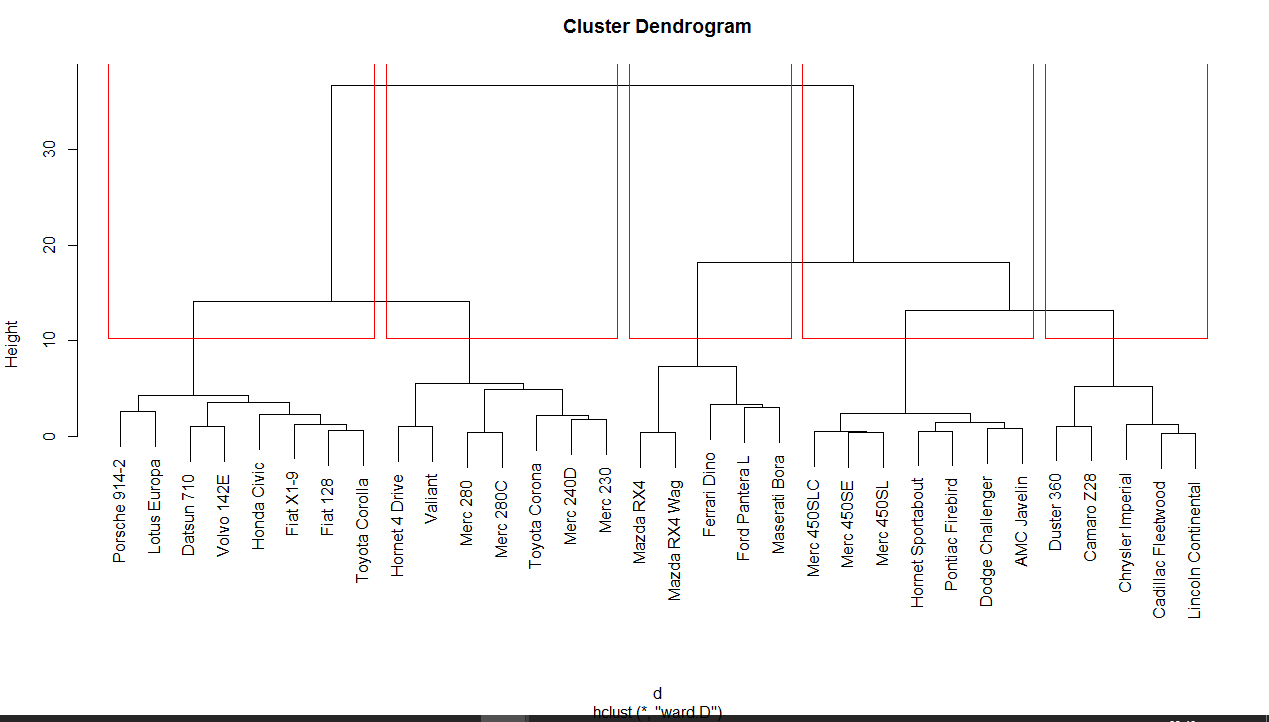 Cluster Dendrogram
Height
0
10
20
30
Porsche 914-2
Lotus Europa
Datsun 710
Volvo 142E
Honda Civic
Fiat X1-9
Fiat 128
Toyota Corolla
Hornet 4 Drive
Valiant
Merc 280
Merc 280C
Toyota Corona
Merc 240D
Merc 230
Mazda RX4
Mazda RX4 Wag
Ferrari Dino
Ford Pantera L
Maserati Bora
Merc 450SLC
Merc 450SE
Merc 450SL
Hornet Sportabout
Pontiac Firebird
Dodge Challenger
AMC Javelin
Duster 360
Camaro Z28
Chrysler Imperial
Cadillac Fleetwood
Lincoln Continental
d
hclust (*, "ward.D")